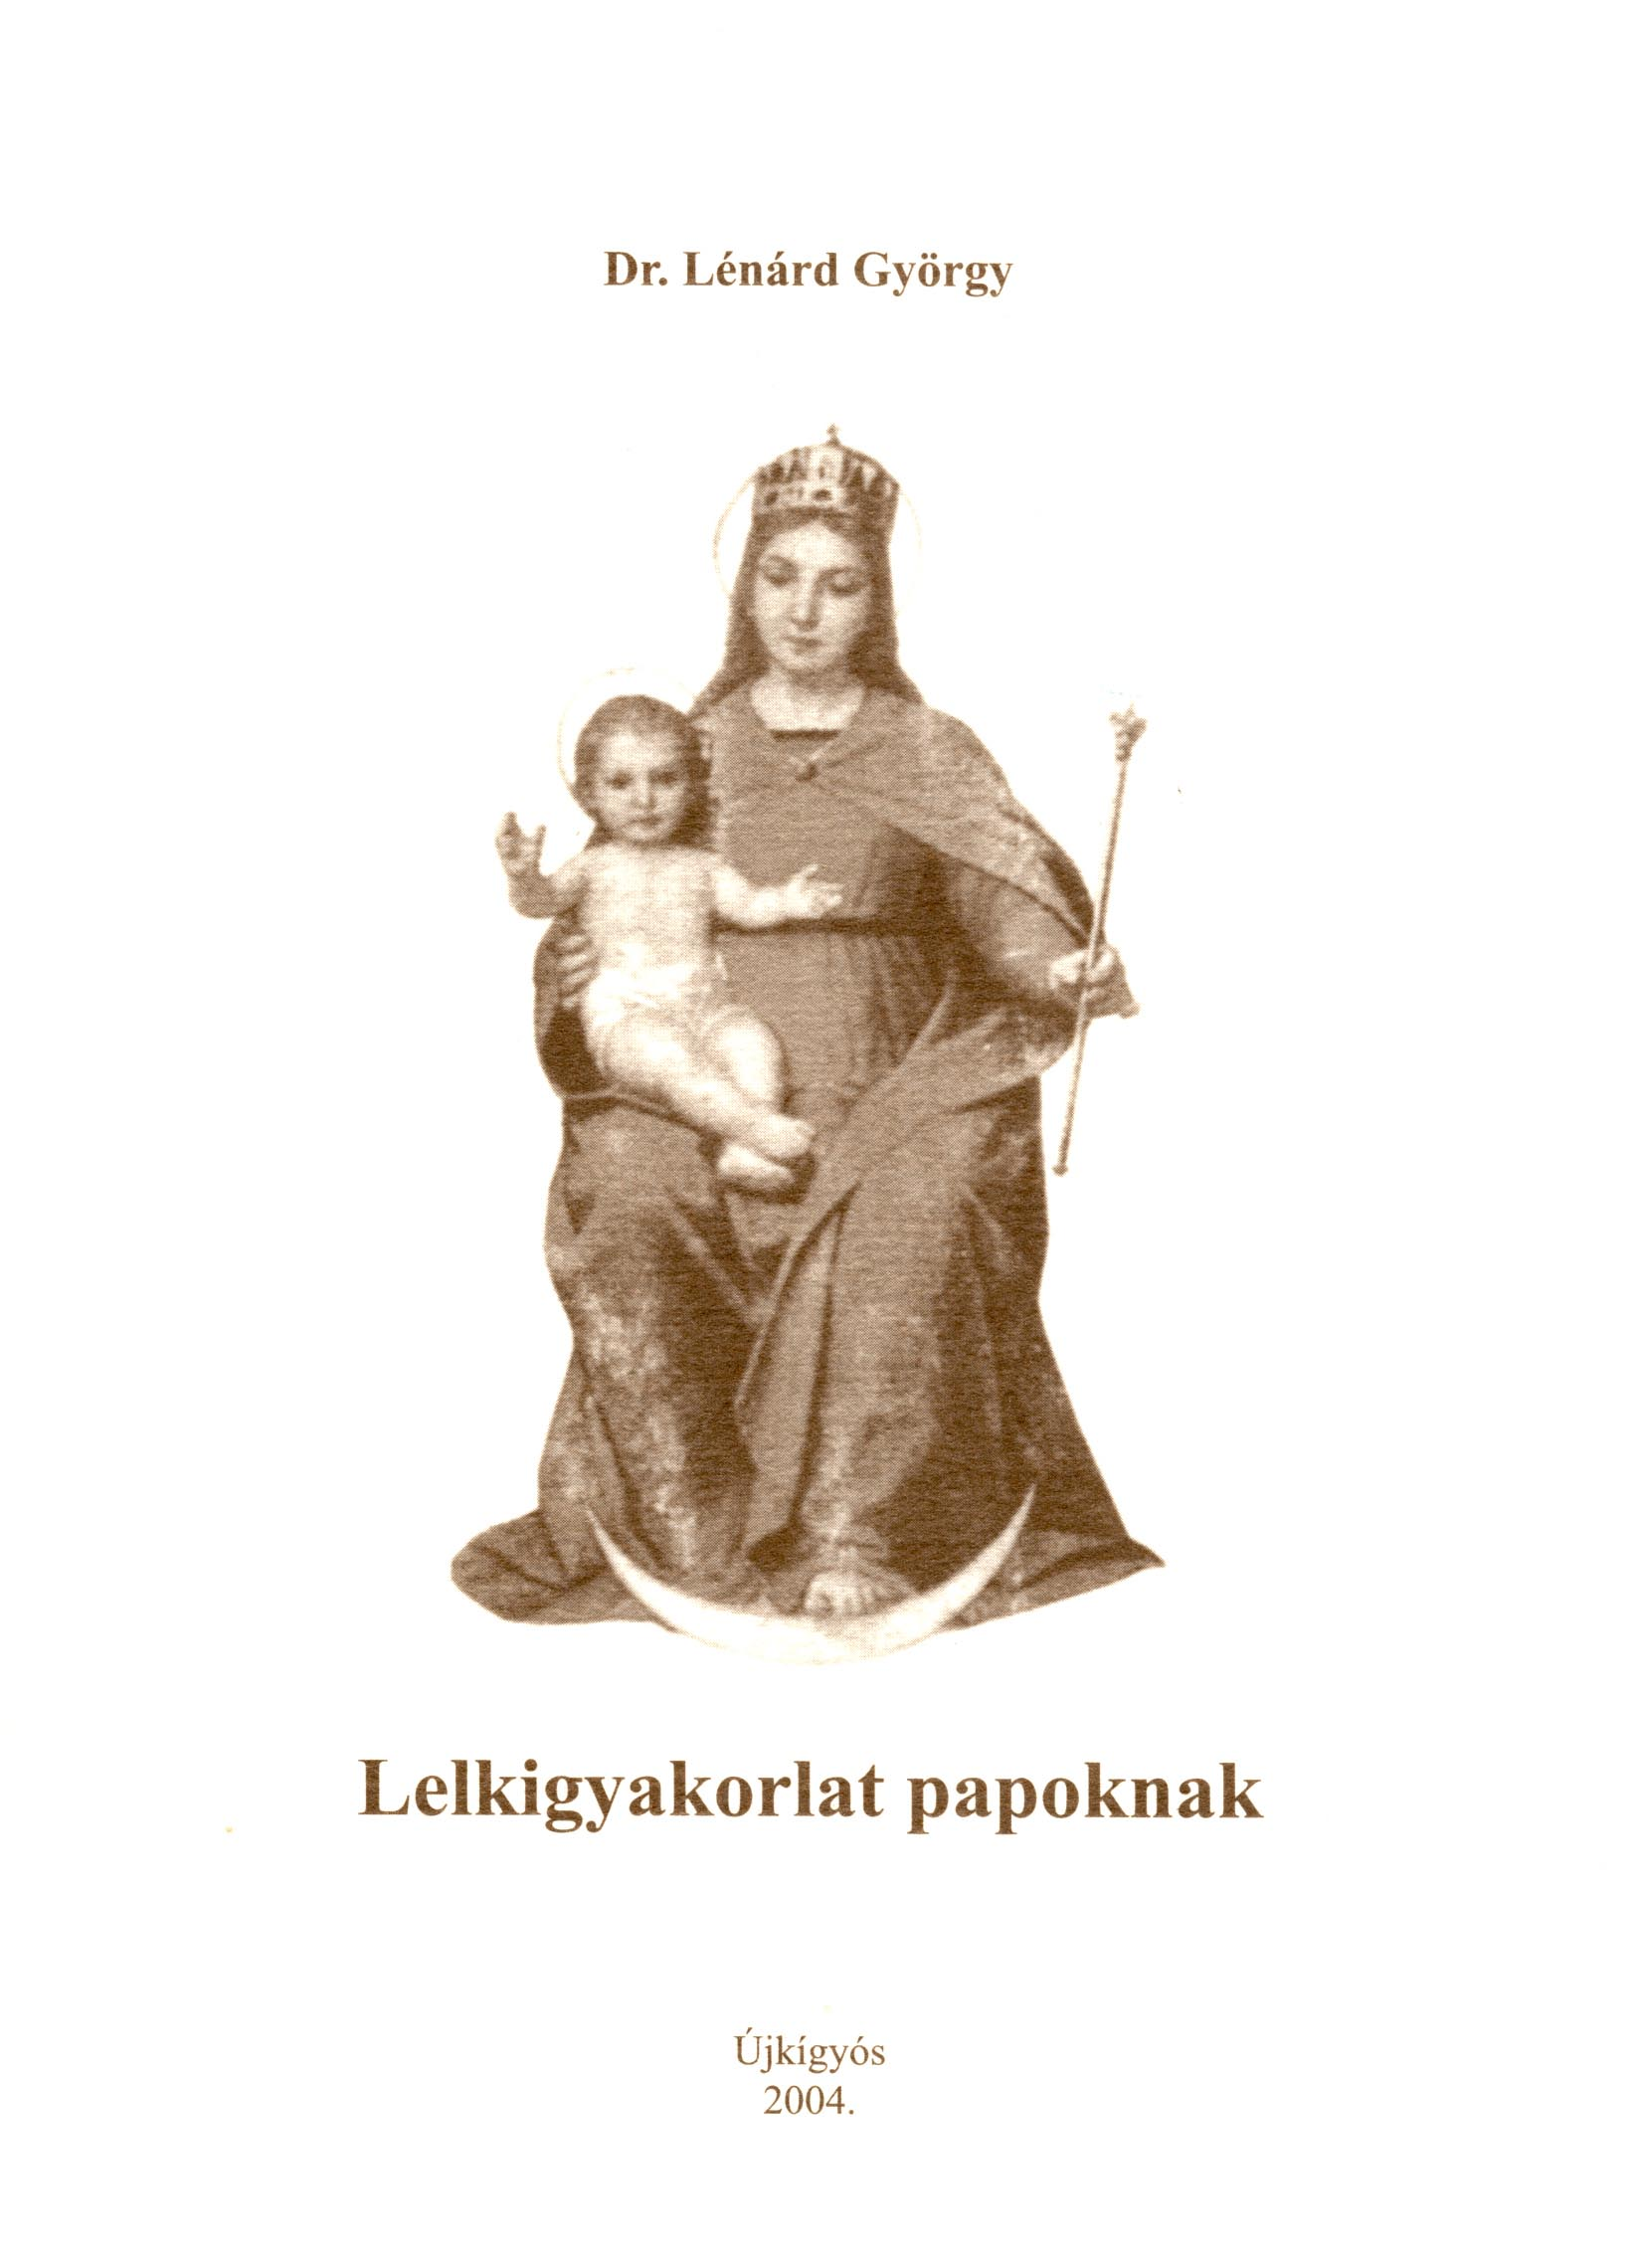 Dr. Lénárd György
Lelkigyakorlat papoknak
Újkígyós
2004.